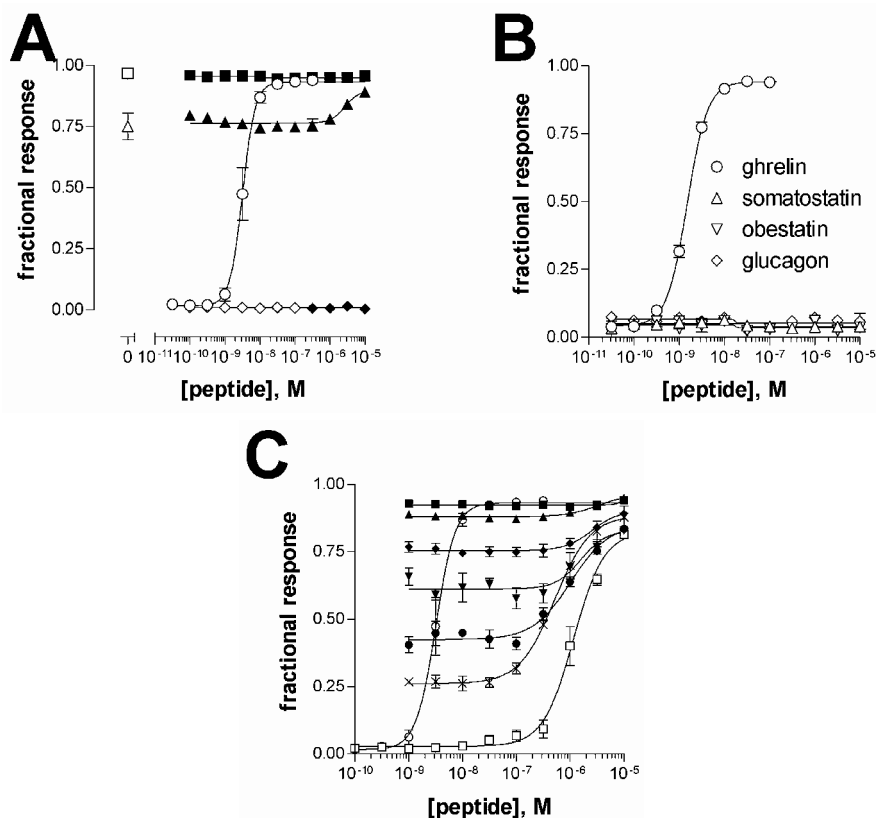 A
fractional response
1.00
0.75
0.50
0.25
0.00
0 10-11 10-10 10-9 10-8 10-7 10-6 10-5
[peptide], M
B
fractional response
1.00
0.75
0.50
0.25
0.00
ghrelin
somatostatin
obestatin
glucagon
10-11 10-10 10-9 10-8 10-7 10-6 10-5
[peptide], M
C
fractional response
1.00
0.75
0.50
0.25
0.00
10-10 10-9 10-8 10-7 10-6 10-5
[peptide], M